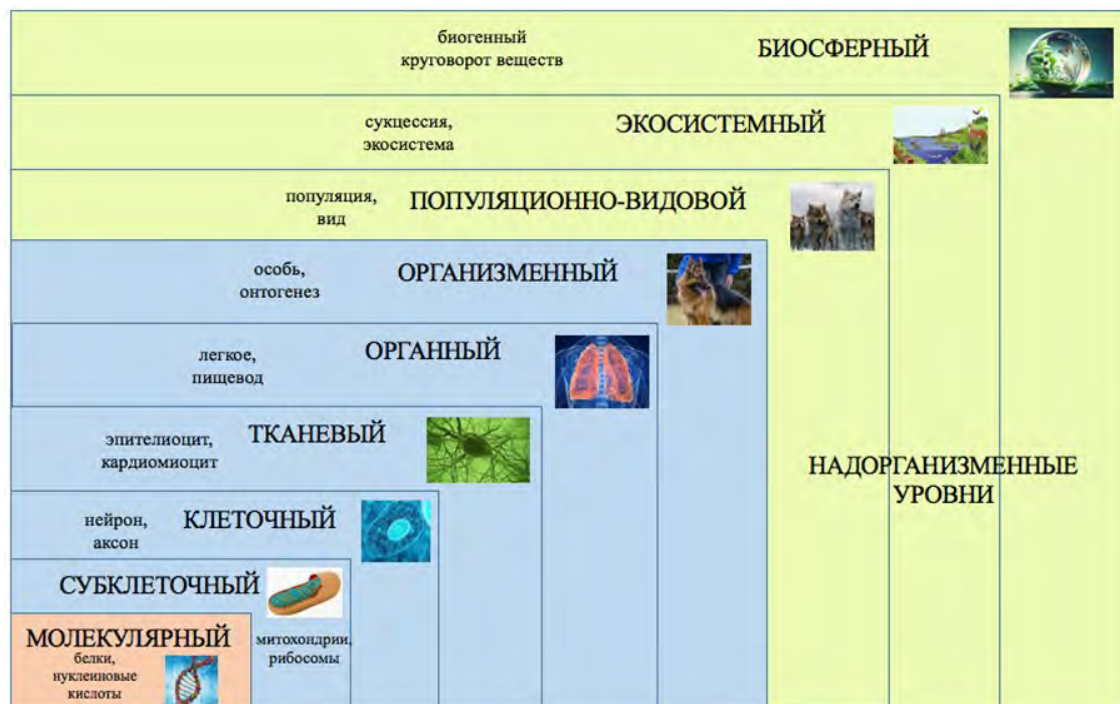 биогенный
круговорот веществ
БИОСФЕРНЫЙ
сукцессия,
экосистема
ЭКОСИСТЕМНЫЙ
популяция,
вид
ПОПУЛЯЦИОННО-ВИДОВОЙ
особь,
онтогенез
ОРГАНИЗМЕННЫЙ
легкое,
пищевод
ОРГАННЫЙ
эпителиоцит,
кардиомиоцит
ТКАНЕВЫЙ
НАДОРГАНИЗМЕННЫЕ
УРОВНИ
нейрон,
аксон
КЛЕТОЧНЫЙ
СУБКЛЕТОЧНЫЙ
митохондрии,
рибосомы
МОЛЕКУЛЯРНЫЙ
белки,
нуклеиновые
кислоты